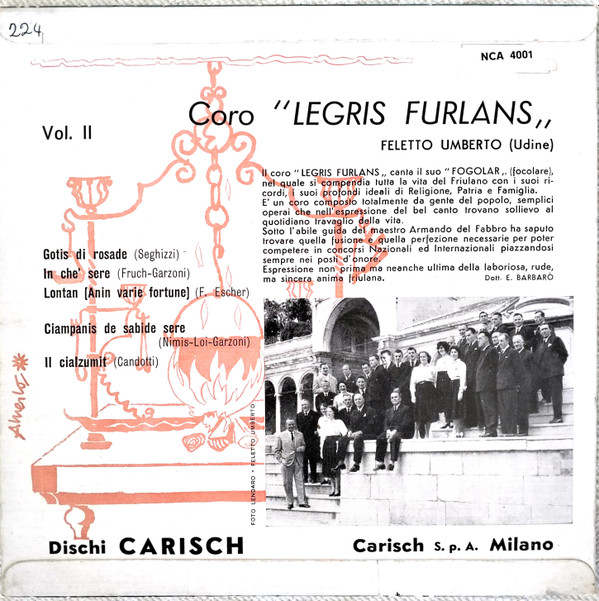 224
NCA 4001
Coro "LEGRIS FURLANS„
Vol. II
FELETTO UMBERTO (Udine)
Il coro "LEGRIS FURLANS„ canta il suo "FOGOLAR„ (focolare),
nel quale si compendia tutta la vita del Friulano con i suoi ri-
cordi, i suoi profondi ideali di Religione, Patria e Famiglia.
E' un coro composto totalmente da gente del popolo, semplici
operai che nell'espressione del bel canto trovano sollievo al
quotidiano travaglio della vita.
Sotto l'abile guida del maestro Armando del Fabbro ha saputo
trovare quella fusione e quella perfezione necessarie per poter
competere in concorsi Nazionali ed Internazionali piazzandosi
sempre nei posti d'onore.
Espressione non prima ma neanche ultima della laboriosa, rude,
ma sincera anima friulana.
Dott. E. BARBARÒ
Gotis di rosade (Seghizzi)
In che' sere (Fruch-Garzoni)
Lontan [Anin varie fortune] (F. Escher)
Ciampanis de sabide sere
(Nimis-Loi-Garzoni)
Il cialzumit (Candotti)
FOTO LENDARO • FELETTO UMBERTO
Dischi CARISCH
Carisch S. p. A. Milano